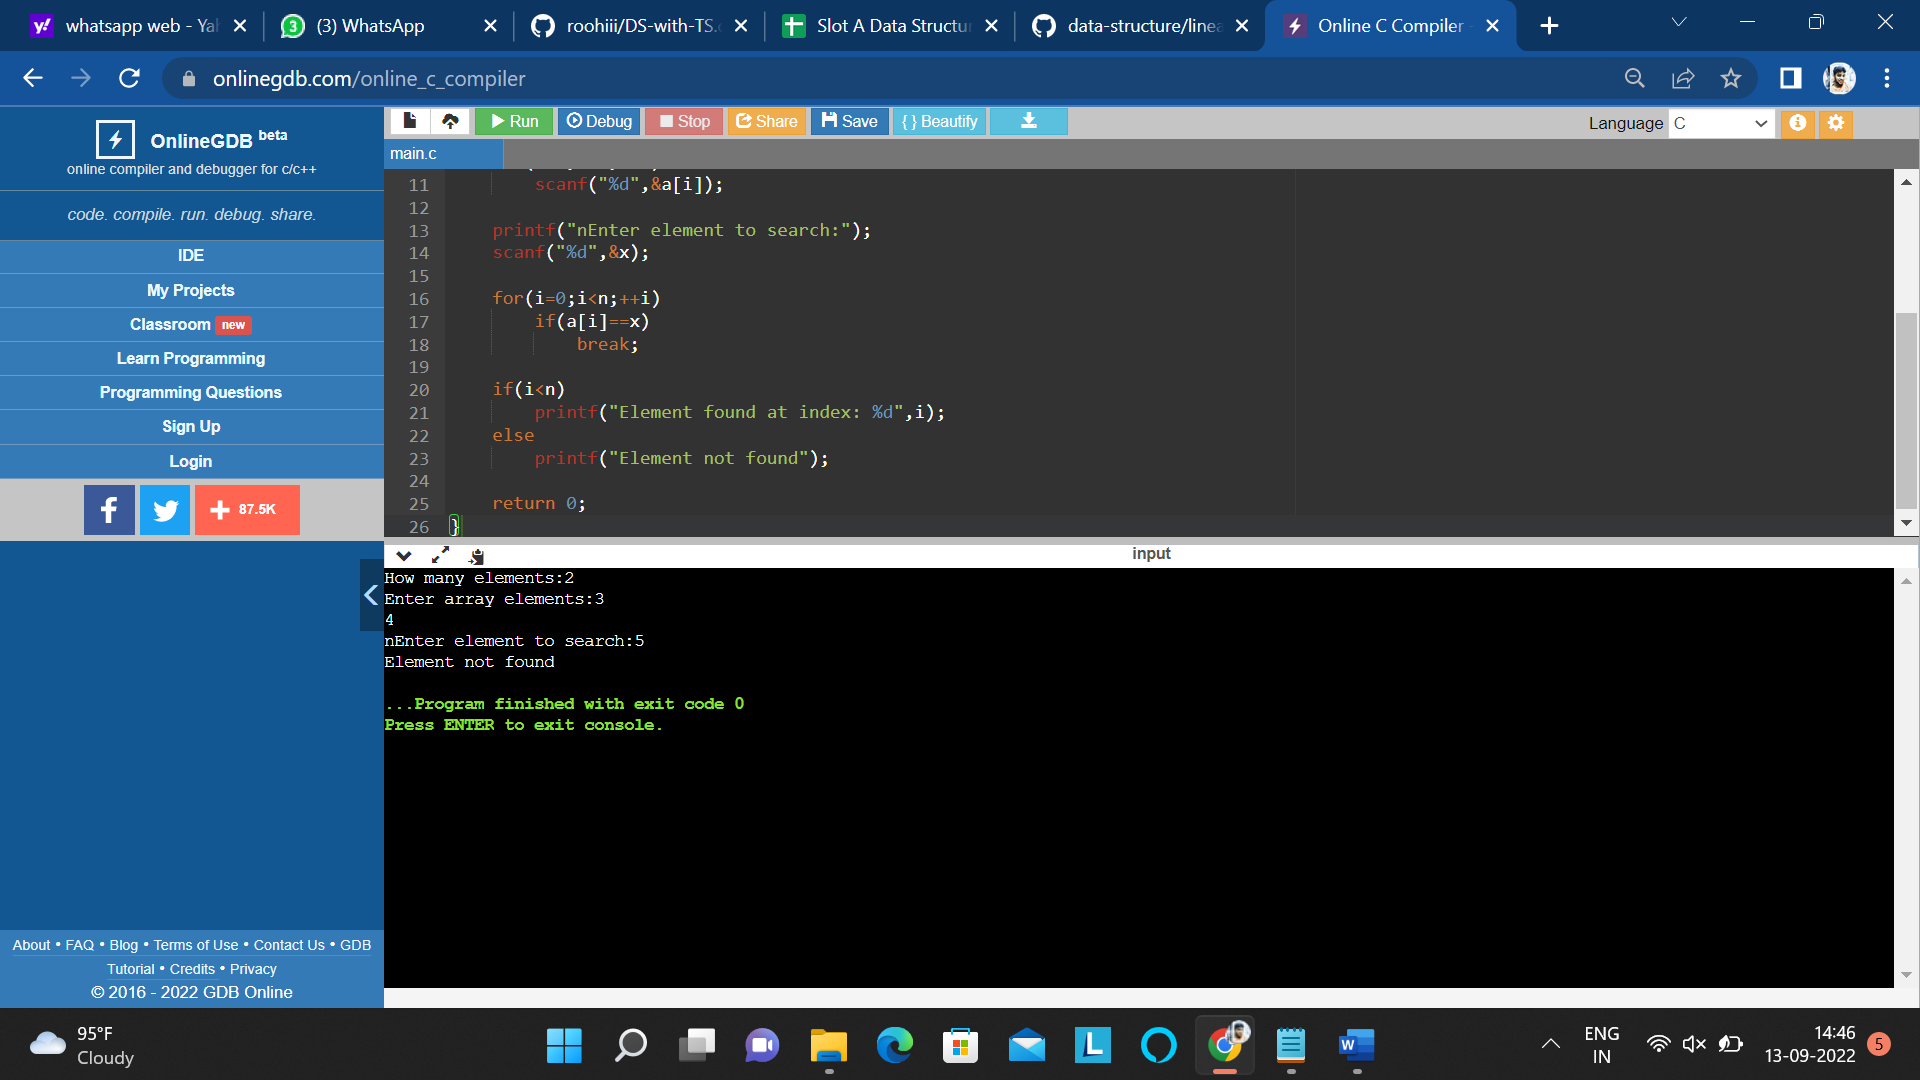 whatsapp web - Yah
(3) WhatsApp
roohiii/DS-with-TS.
Slot A Data Structur
data-structure/linea
Online C Compiler -
onlinegdb.com/online_c_compiler
OnlineGDB beta
online compiler and debugger for c/c++
code. compile. run. debug. share.
IDE
My Projects
Classroom new
Learn Programming
Programming Questions
Sign Up
Login
87.5K
About • FAQ • Blog • Terms of Use • Contact Us • GDB
Tutorial • Credits • Privacy
© 2016 - 2022 GDB Online
Run Debug Stop Share Save { } Beautify
Language C
main.c
11 scanf("%d",&a[i]);
12
13 printf("nEnter element to search:");
14 scanf("%d",&x);
15
16 for(i=0;i<n;++i)
17 if(a[i]==x)
18 break;
19
20 if(i<n)
21 printf("Element found at index: %d",i);
22 else
23 printf("Element not found");
24
25 return 0;
26 }
input
How many elements:2
Enter array elements:3
4
nEnter element to search:5
Element not found
...Program finished with exit code 0
Press ENTER to exit console.
95°F
Cloudy
ENG
IN
14:46
13-09-2022
5